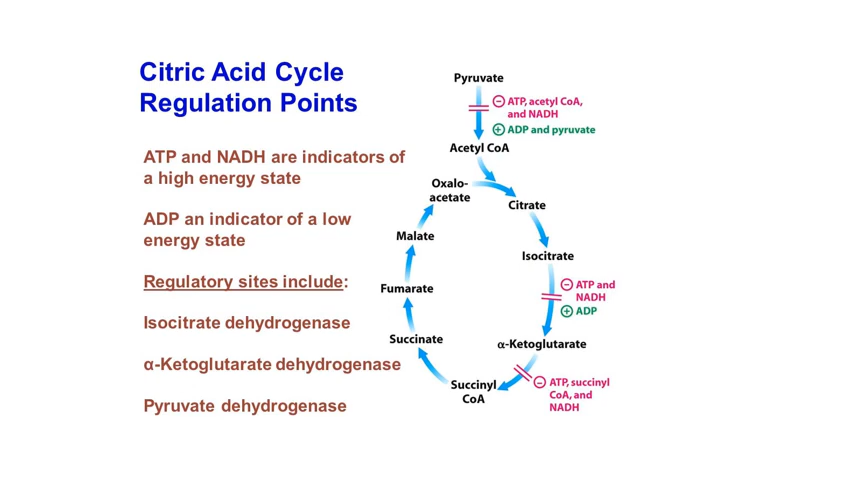 Citric Acid Cycle
Regulation Points
ATP and NADH are indicators of
a high energy state
ADP an indicator of a low
energy state
Regulatory sites include:
Isocitrate dehydrogenase
α-Ketoglutarate dehydrogenase
Pyruvate dehydrogenase
Pyruvate
⊖ ATP, acetyl CoA,
and NADH
⊕ ADP and pyruvate
Acetyl CoA
Oxalo-
acetate
Citrate
Isocitrate
⊖ ATP and
NADH
⊕ ADP
α-Ketoglutarate
⊖ ATP, succinyl
CoA, and
NADH
Succinyl
CoA
Succinate
Fumarate
Malate